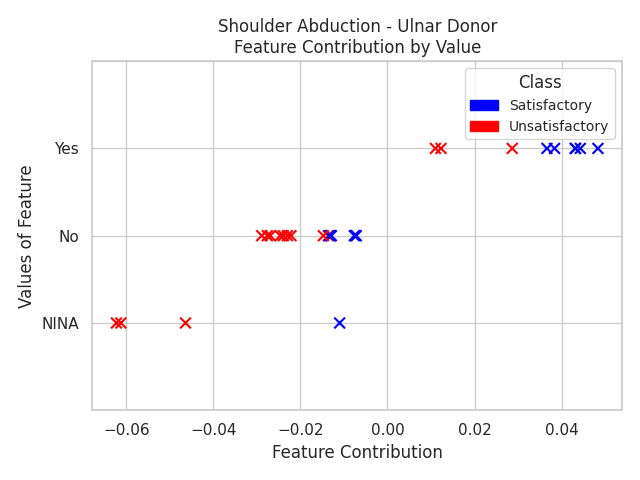 Shoulder Abduction - Ulnar Donor
Feature Contribution by Value
Class
Satisfactory
Unsatisfactory
Values of Feature
Yes
No
NINA
−0.06
−0.04
−0.02
0.00
0.02
0.04
Feature Contribution